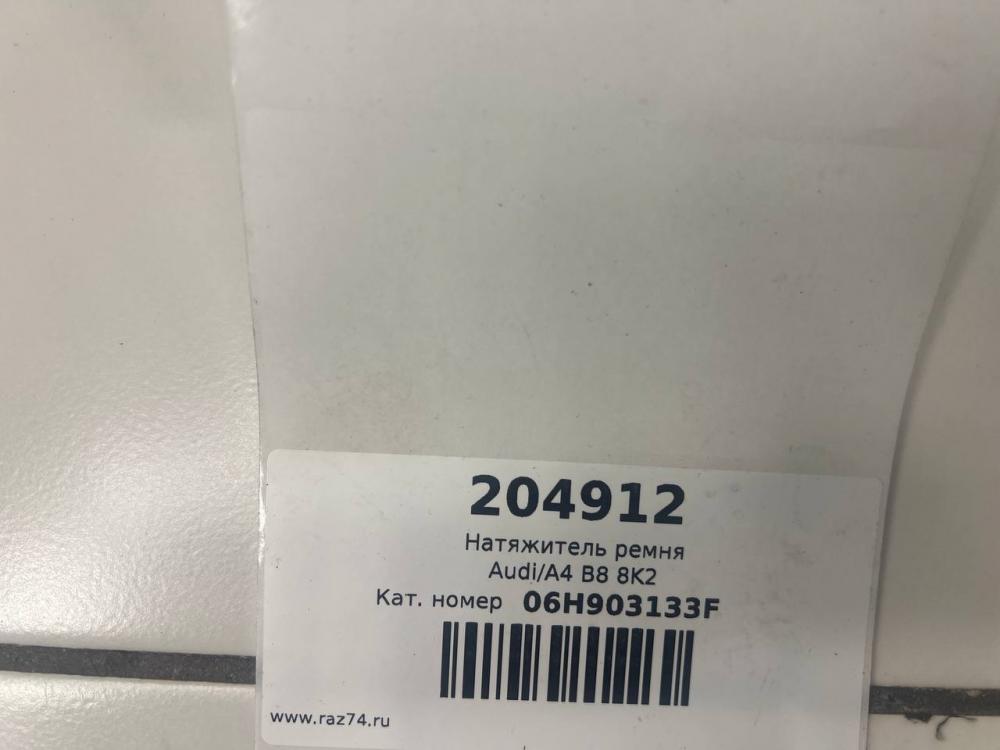 204912
Натяжитель ремня
Audi/A4 B8 8K2
Кат. номер 06H903133F
www.raz74.ru